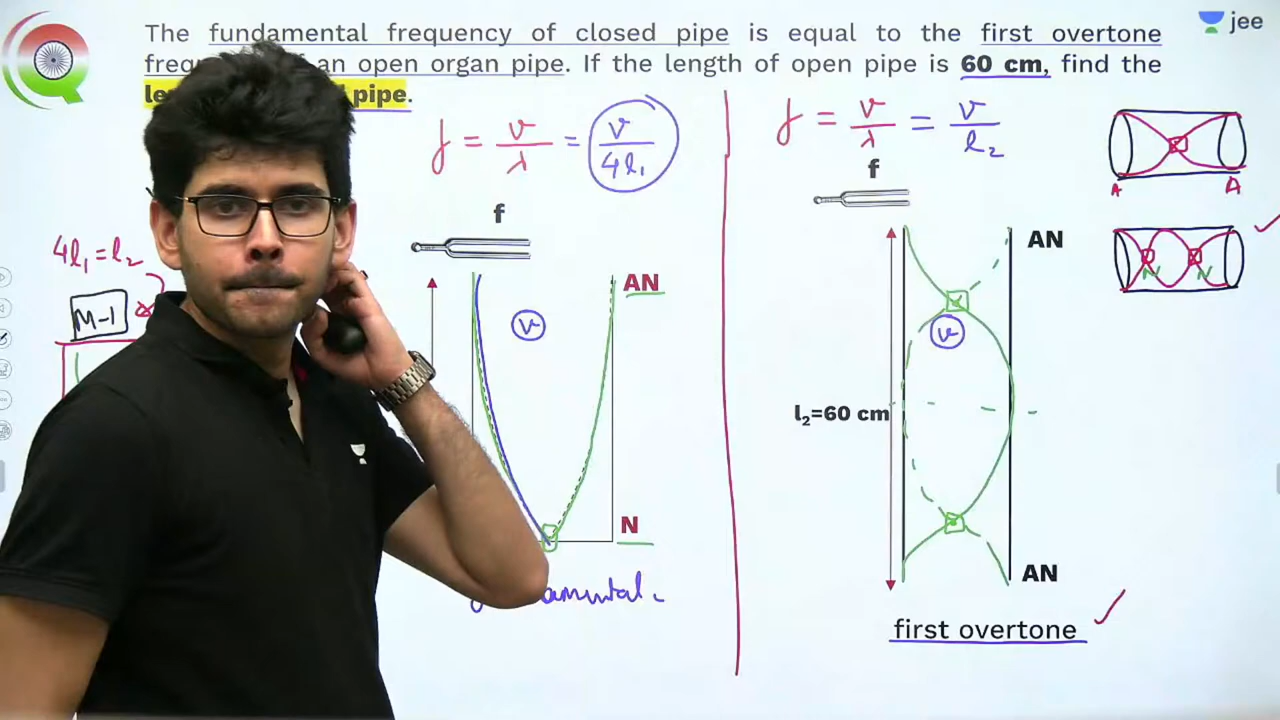 The fundamental frequency of closed pipe is equal to the first overtone
an open organ pipe. If the length of open pipe is 60 cm, find the
pipe.
jee
f = v/λ = v/4l₁
f = v/λ = v/l₂
f
f
A
A
4l₁=l₂
M-1
AN
v
AN
v
N
N
l₂=60 cm
N
AN
first overtone